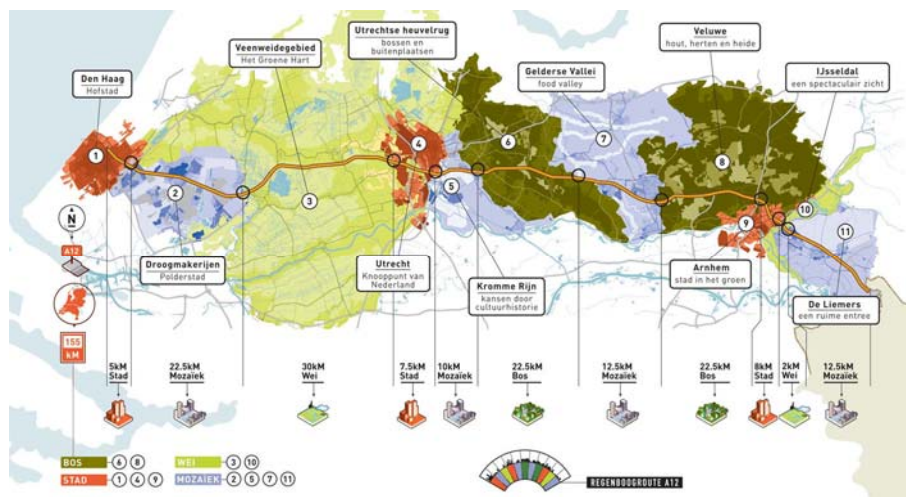 Utrechtse heuvelrug
bossen en
buitenplaatsen
Veluwe
hout, herten en heide
Veenweidegebied
Het Groene Hart
Den Haag
Hofstad
Gelderse Vallei
food valley
IJsseldal
een spectaculair zicht
1
2
3
4
5
6
7
8
9
10
11
N
A12
155
KM
Droogmakerijen
Polderstad
Utrecht
Knooppunt van
Nederland
Kromme Rijn
kansen door
cultuurhistorie
Arnhem
stad in het groen
De Liemers
een ruime entree
5KM
Stad
22.5KM
Mozaïek
30KM
Wei
7.5KM
Stad
10KM
Mozaïek
22.5KM
Bos
12.5KM
Mozaïek
22.5KM
Bos
8KM
Stad
2KM
Wei
12.5KM
Mozaïek
BOS 6 8
WEI 3 10
STAD 1 4 9
MOZAÏEK 2 5 7 11
REGENBOOGROUTE A12